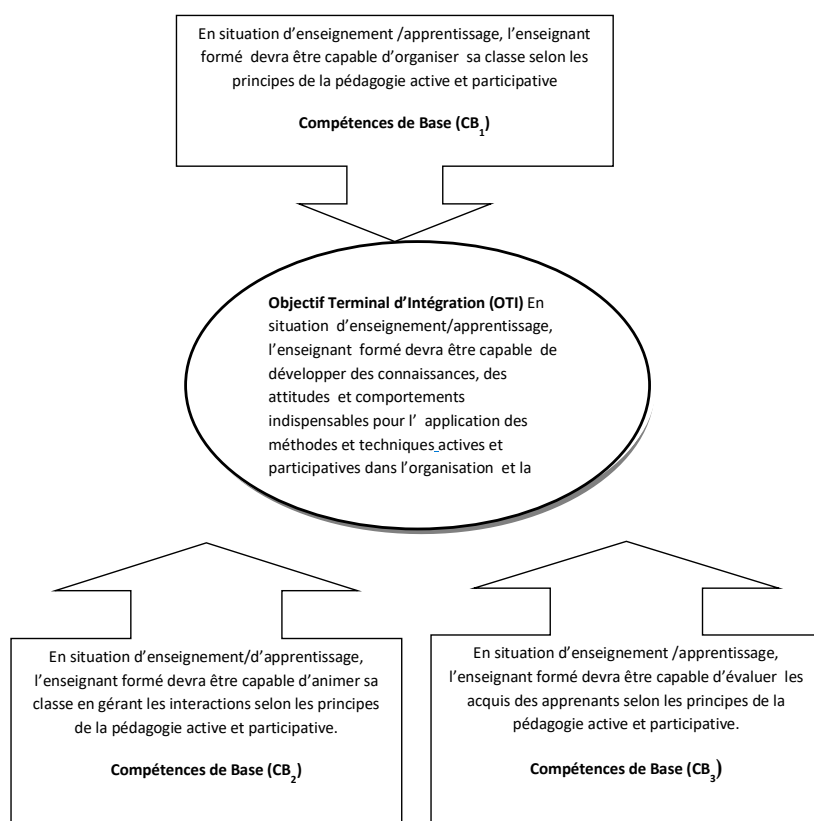 En situation d’enseignement /apprentissage, l’enseignant
formé devra être capable d’organiser sa classe selon les
principes de la pédagogie active et participative
Compétences de Base (CB1)
Objectif Terminal d’Intégration (OTI) En
situation d’enseignement/apprentissage,
l’enseignant formé devra être capable de
développer des connaissances, des
attitudes et comportements
indispensables pour l’ application des
méthodes et techniques actives et
participatives dans l’organisation et la
En situation d’enseignement/d’apprentissage,
l’enseignant formé devra être capable d’animer sa
classe en gérant les interactions selon les principes
de la pédagogie active et participative.
Compétences de Base (CB2)
En situation d’enseignement /apprentissage,
l’enseignant formé devra être capable d’évaluer les
acquis des apprenants selon les principes de la
pédagogie active et participative.
Compétences de Base (CB3)